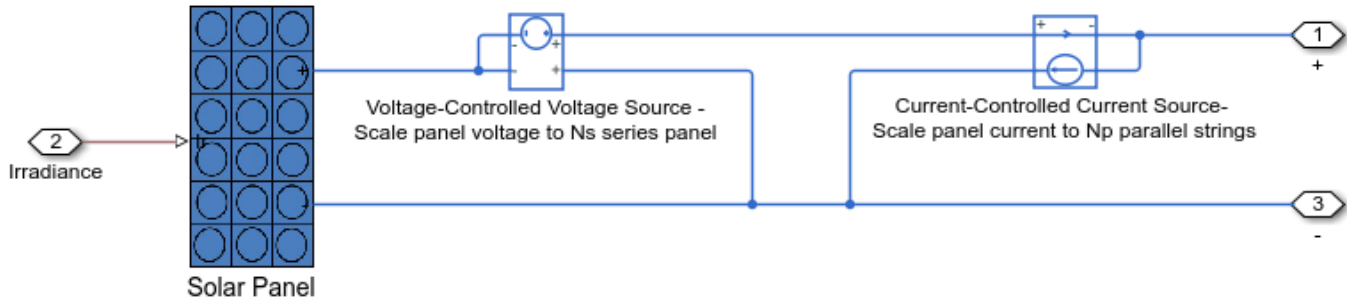 1
+
- + + -
+
- +
Voltage-Controlled Voltage Source -
Scale panel voltage to Ns series panel
Current-Controlled Current Source-
Scale panel current to Np parallel strings
2
Irradiance
Ir
-
3
-
Solar Panel